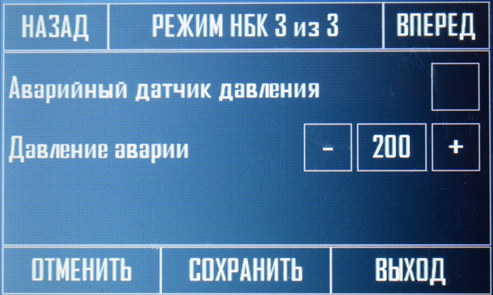 НАЗАД РЕЖИМ НБК 3 из 3 ВПЕРЕД
Аварийный датчик давления
Давление аварии - 200 +
ОТМЕНИТЬ СОХРАНИТЬ ВЫХОД